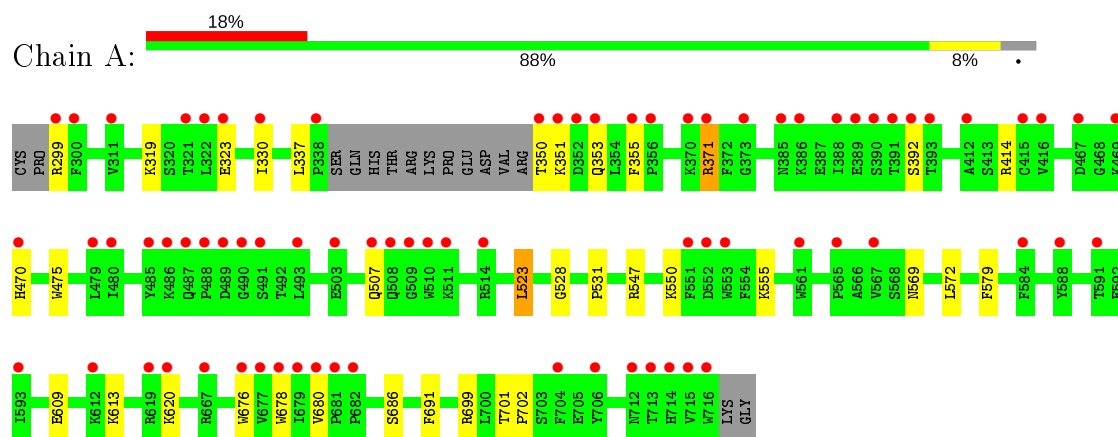 18%
Chain A:
88% 8% •
CYS PRO R299 F300 V311 K319 S320 T321 L322 E323 I330 L337 P338 SER GLN HIS THR ARG LYS PRO GLU ASP VAL ARG T350 K351 D352 Q353 L354 F355 P356 K370 R371 F372 G373 N385 K386 E387 I388 E389 S390 T391 S392 T393 A412 S413 R414 C415 V416 D467 G468 K469
H470 W475 L479 I480 Y485 K486 Q487 P488 D489 G490 S491 T492 L493 E503 Q507 Q508 G509 W510 K511 R514 L523 G528 P531 R547 K550 F551 D552 W553 F554 K555 W561 P565 A566 V567 S568 N569 L572 F579 F584 Y588 T591
I593 E609 K612 K613 R619 K620 R667 W676 V677 W678 I679 V680 P681 P682 S686 F691 R699 L700 T701 P702 S703 F704 E705 Y706 N712 T713 H714 V715 W716 LYS GLY